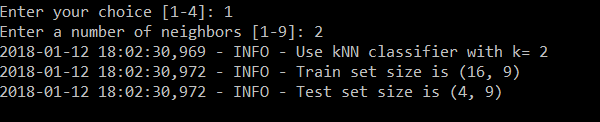 Enter your choice [1-4]: 1
Enter a number of neighbors [1-9]: 2
2018-01-12 18:02:30,969 - INFO - Use kNN classifier with k= 2
2018-01-12 18:02:30,972 - INFO - Train set size is (16, 9)
2018-01-12 18:02:30,972 - INFO - Test set size is (4, 9)